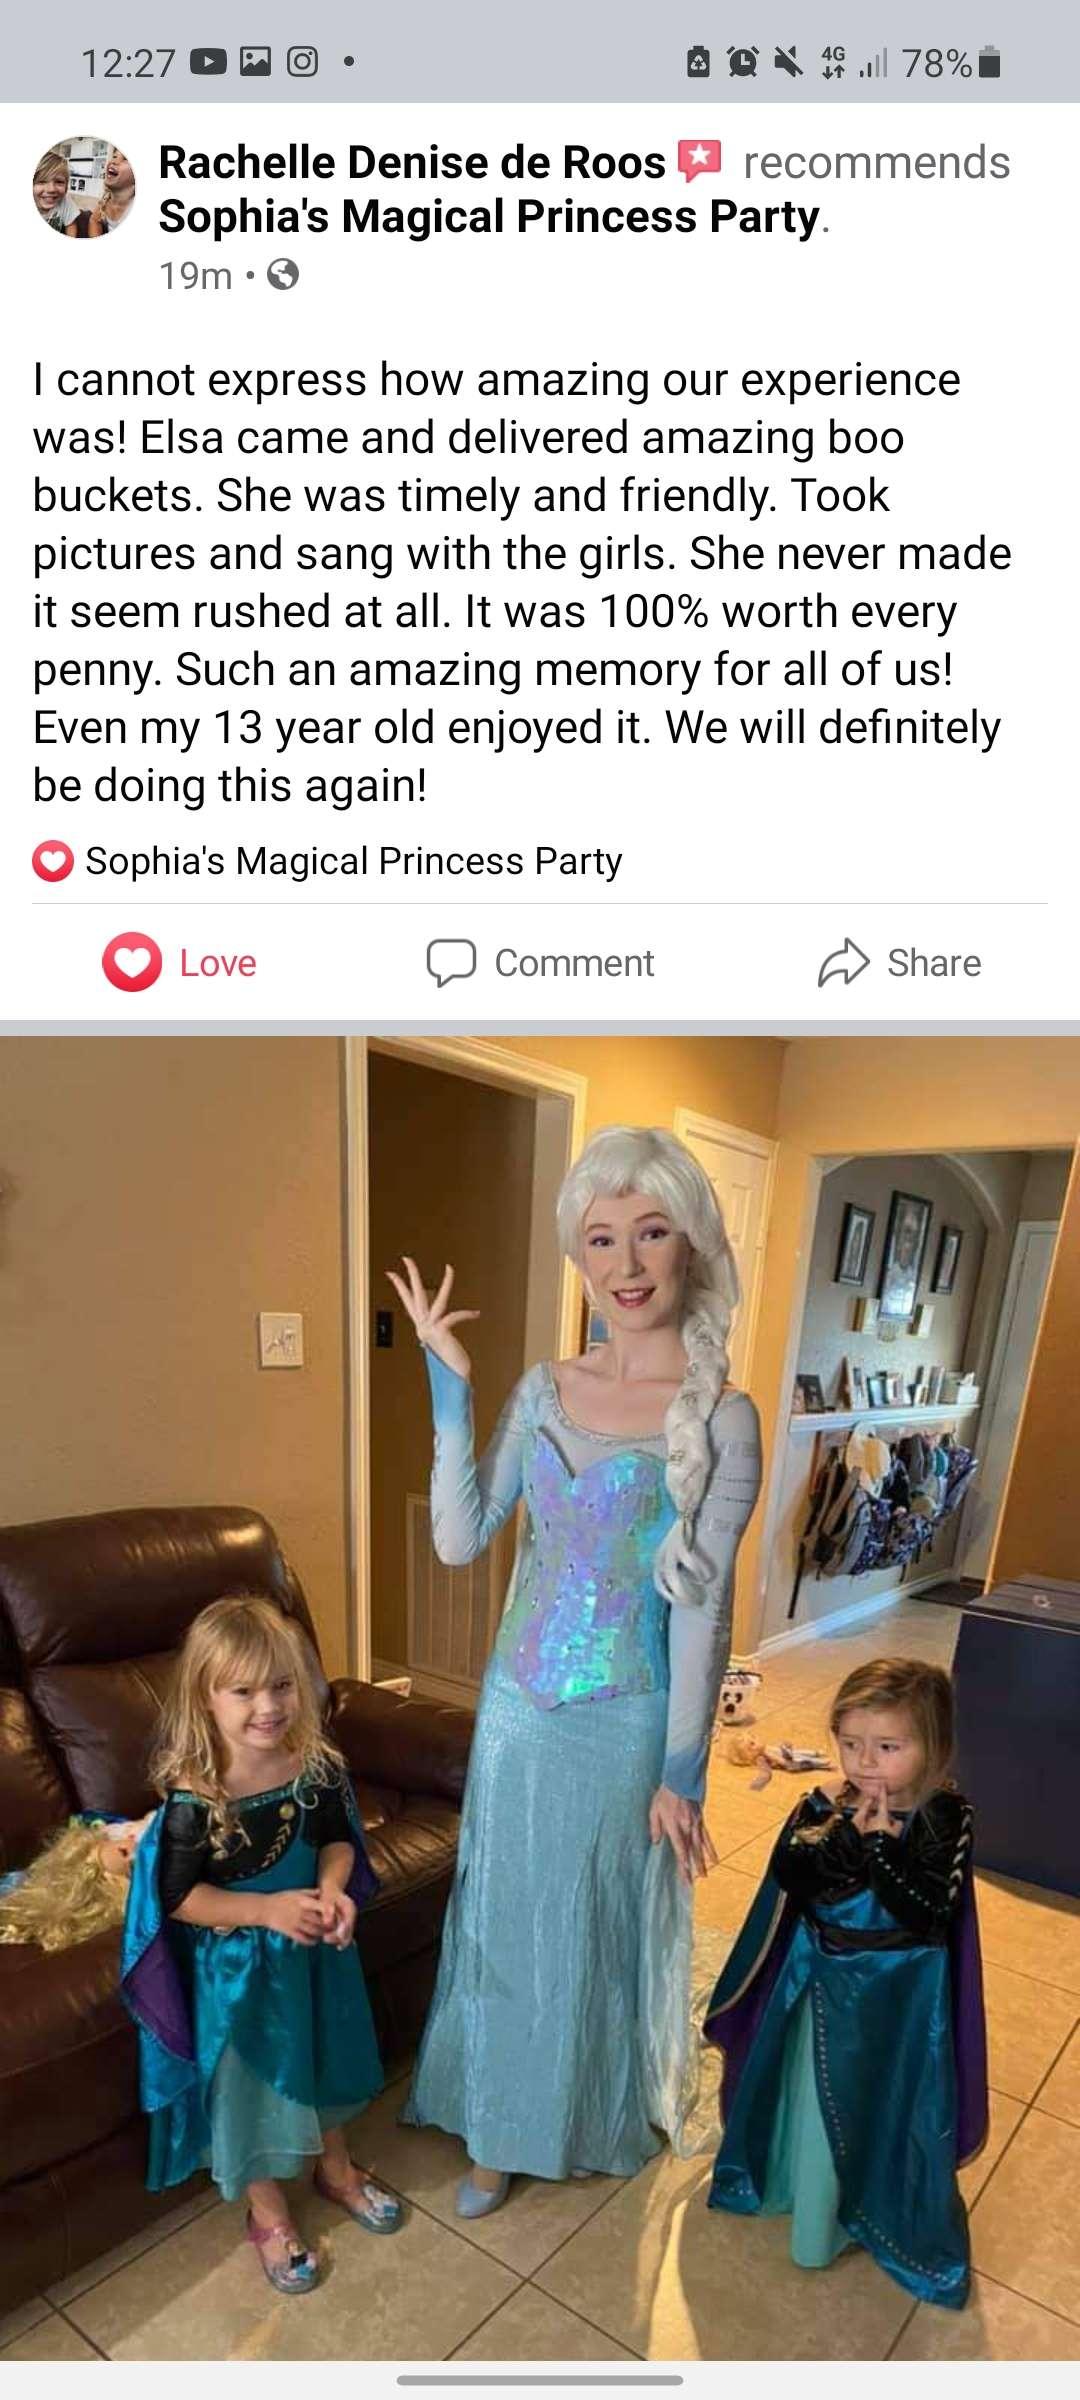 12:27
4G 78%
Rachelle Denise de Roos recommends
Sophia's Magical Princess Party.
19m •
I cannot express how amazing our experience
was! Elsa came and delivered amazing boo
buckets. She was timely and friendly. Took
pictures and sang with the girls. She never made
it seem rushed at all. It was 100% worth every
penny. Such an amazing memory for all of us!
Even my 13 year old enjoyed it. We will definitely
be doing this again!
Sophia's Magical Princess Party
Love Comment Share